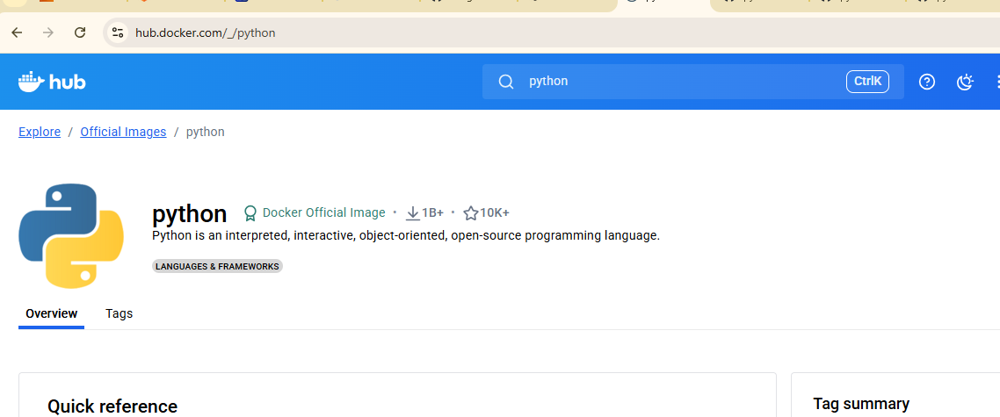 hub.docker.com/_/python
hub
python
CtrlK
Explore / Official Images / python
python
Docker Official Image • 1B+ • 10K+
Python is an interpreted, interactive, object-oriented, open-source programming language.
LANGUAGES & FRAMEWORKS
Overview Tags
Quick reference
Tag summary